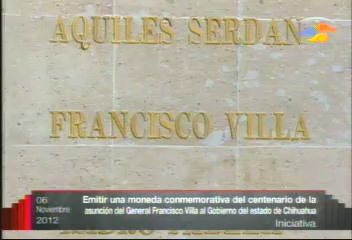 AQUILES SERDAN
FRANCISCO VILLA
06
Noviembre
2012
Emitir una moneda conmemorativa del centenario de la
asunción del General Francisco Villa al Gobierno del estado de Chihuahua
Iniciativa